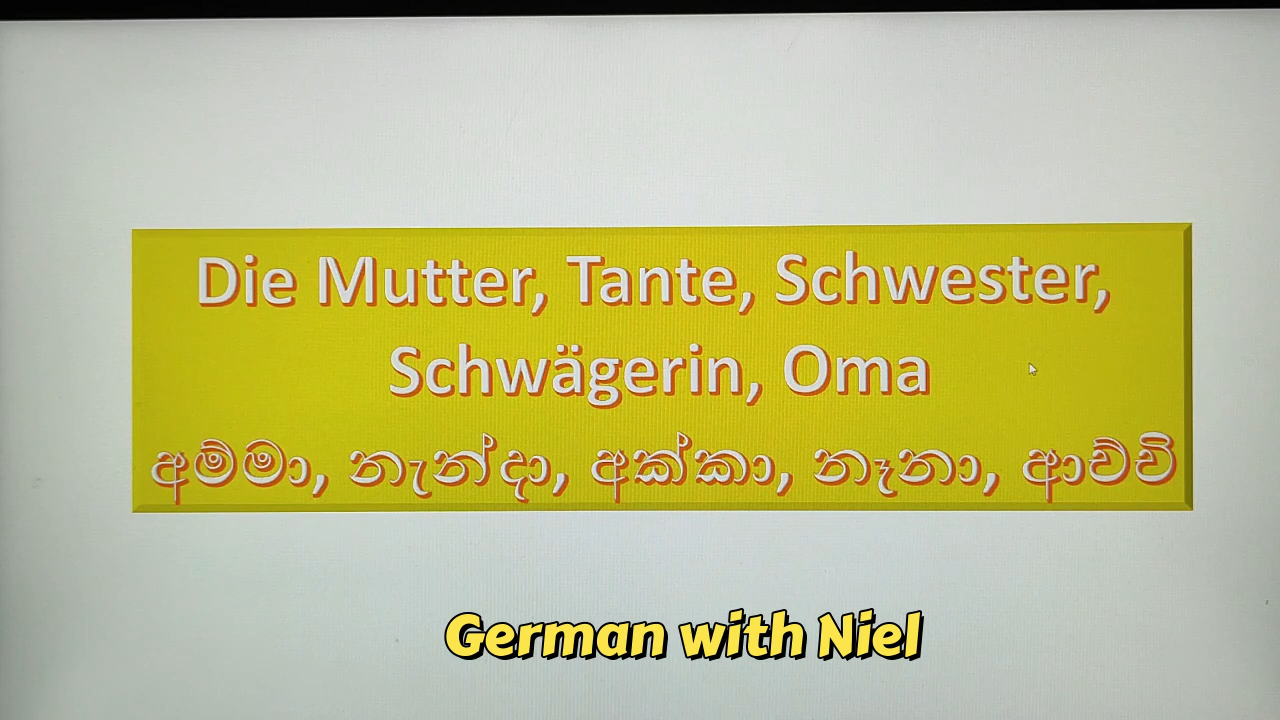 Die Mutter, Tante, Schwester,
Schwägerin, Oma
අම්මා, නැන්දා, අක්කා, නෑනා, ආච්චි
German with Niel